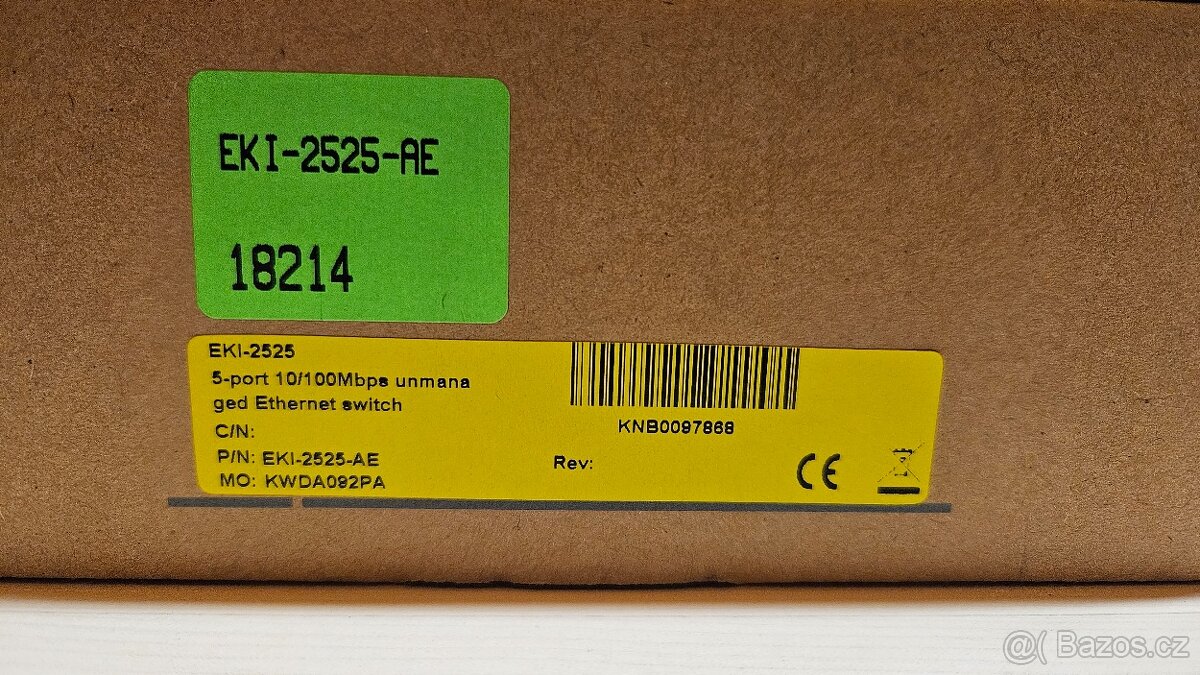 EKI-2525-AE
18214
EKI-2525
5-port 10/100Mbps unmana
ged Ethernet switch
C/N:
P/N: EKI-2525-AE
MO: KWDA092PA
KNB0097868
Rev:
CE
@( Bazos.cz